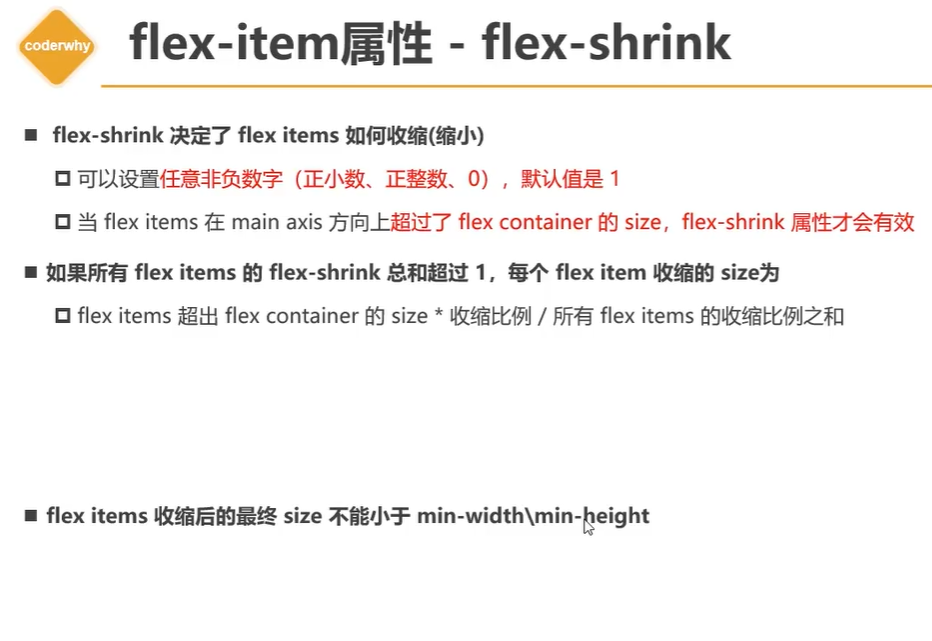 coderwhy
flex-item属性 - flex-shrink
flex-shrink 决定了 flex items 如何收缩(缩小)
可以设置任意非负数字（正小数、正整数、0），默认值是 1
当 flex items 在 main axis 方向上超过了 flex container 的 size，flex-shrink 属性才会有效
如果所有 flex items 的 flex-shrink 总和超过 1，每个 flex item 收缩的 size为
flex items 超出 flex container 的 size * 收缩比例 / 所有 flex items 的收缩比例之和
flex items 收缩后的最终 size 不能小于 min-width\min-height